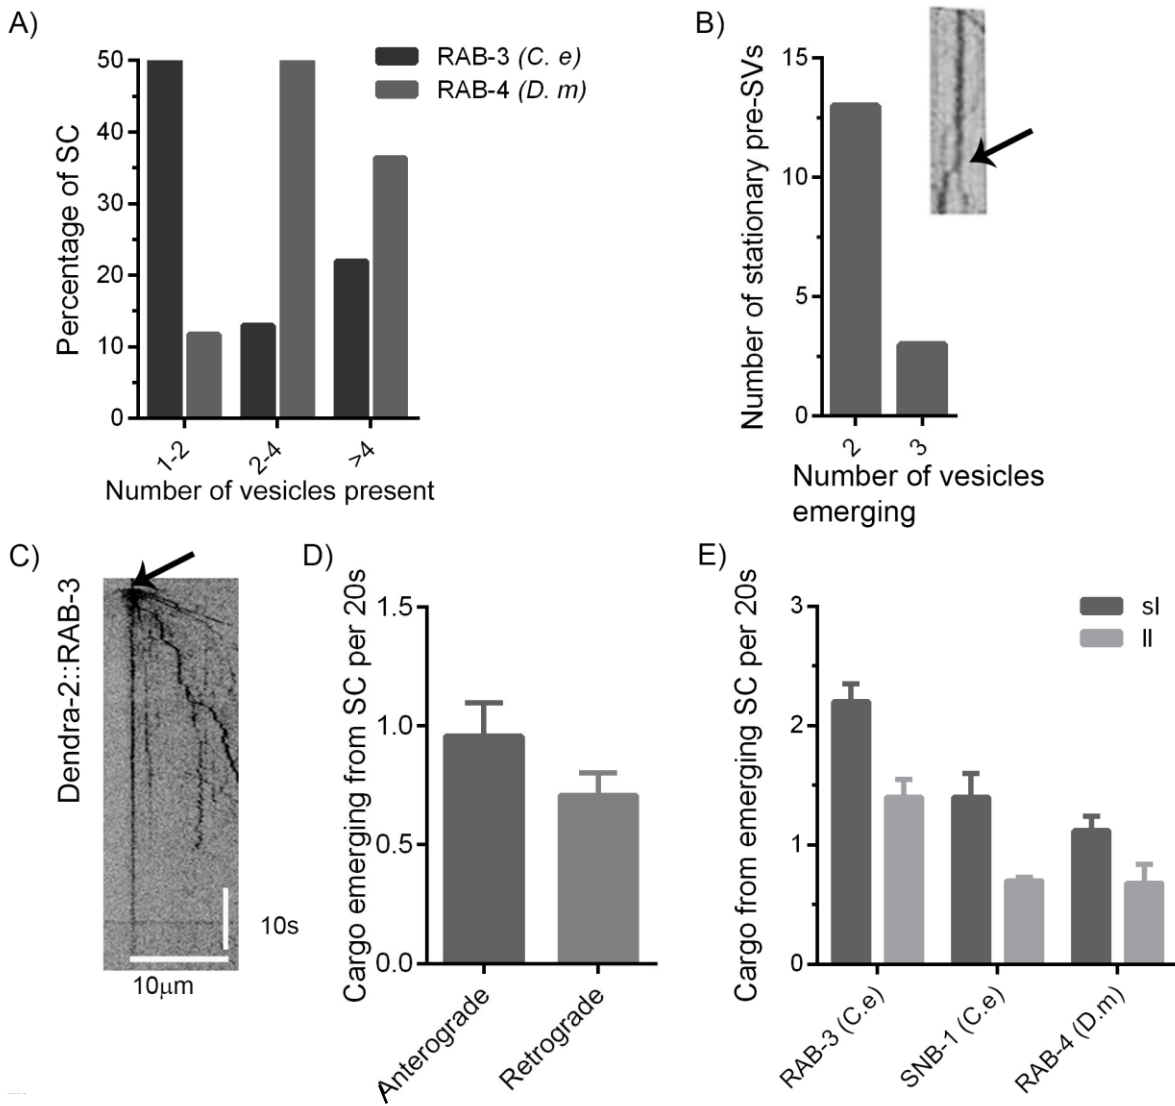 A)
RAB-3 (C. e)
RAB-4 (D. m)
Percentage of SC
50
40
30
20
10
0
1-2
2-4
>4
Number of vesicles present
B)
Number of stationary pre-SVs
15
10
5
0
2
3
Number of vesicles
emerging
C)
Dendra-2::RAB-3
10s
10μm
D)
Cargo emerging from SC per 20s
1.5
1.0
0.5
0.0
Anterograde
Retrograde
E)
Cargo from emerging SC per 20s
sl
ll
3
2
1
0
RAB-3 (C.e)
SNB-1 (C.e)
RAB-4 (D.m)